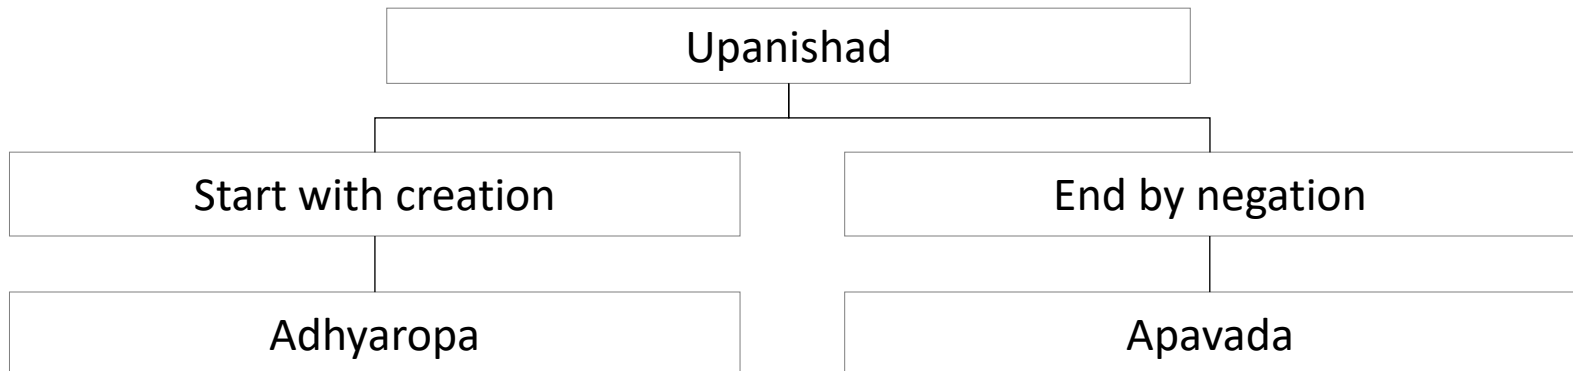 Upanishad
Start with creation
End by negation
Adhyaropa
Apavada